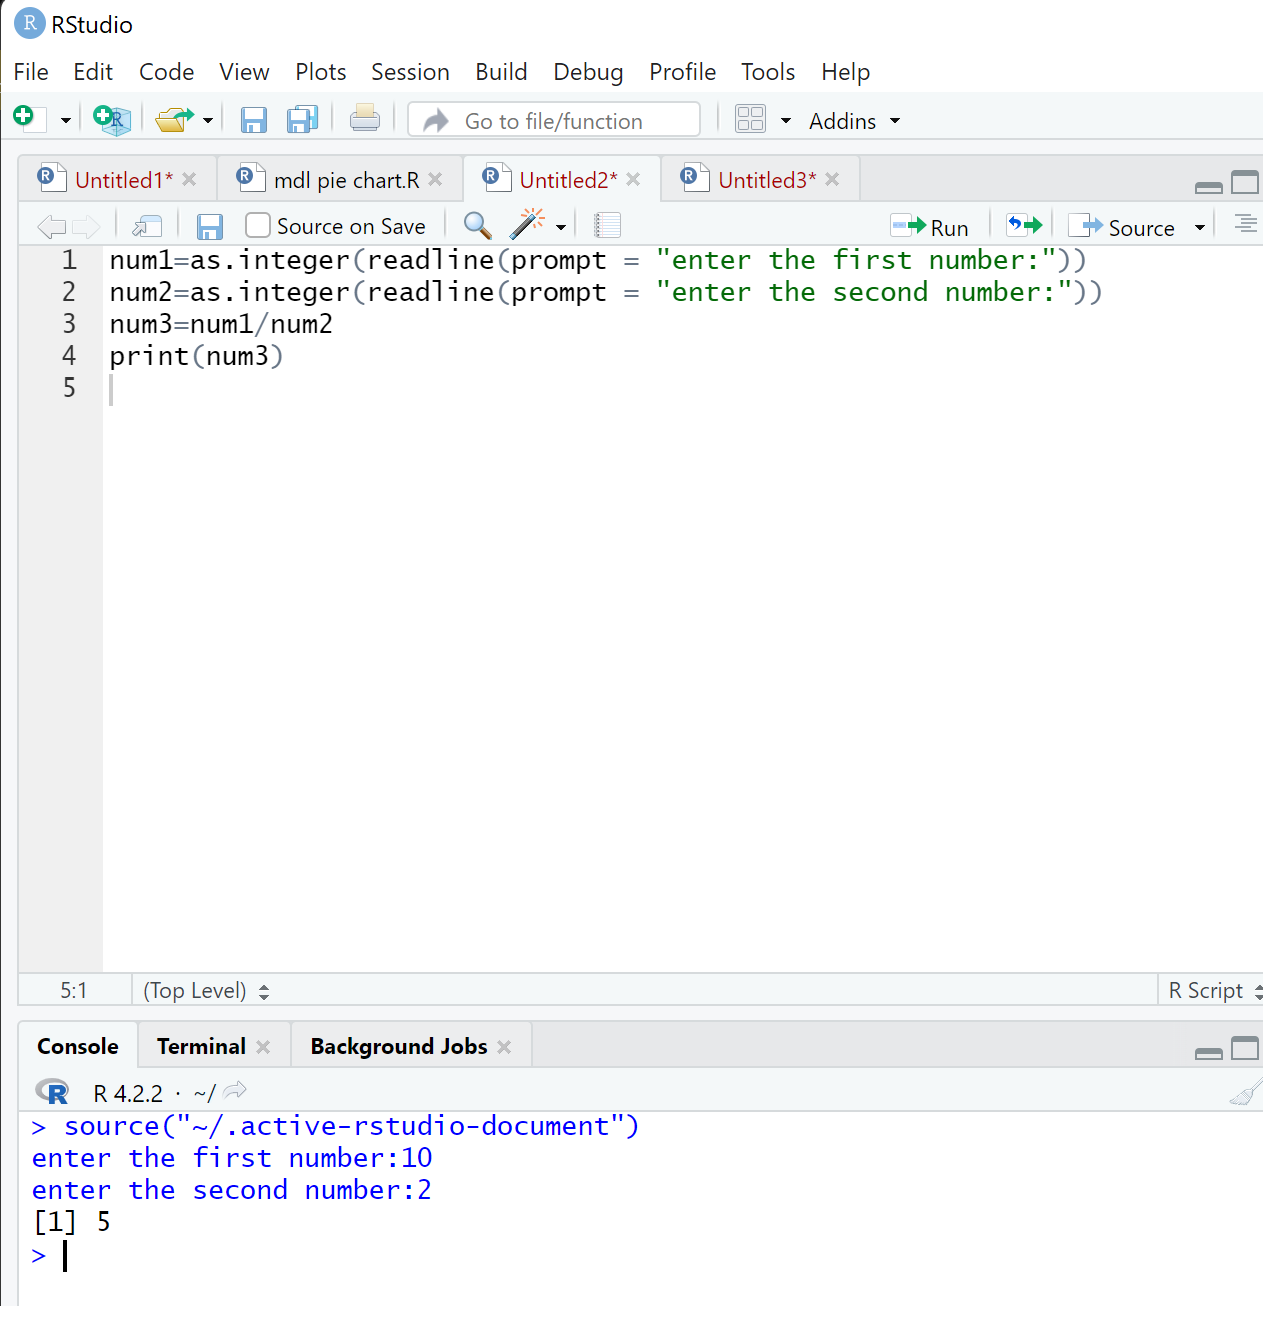 RStudio
File Edit Code View Plots Session Build Debug Profile Tools Help
Go to file/function Addins
Untitled1* mdl pie chart.R Untitled2* Untitled3*
Source on Save Run Source
1 num1=as.integer(readline(prompt = "enter the first number:"))
2 num2=as.integer(readline(prompt = "enter the second number:"))
3 num3=num1/num2
4 print(num3)
5
5:1 (Top Level) R Script
Console Terminal Background Jobs
R 4.2.2 · ~/
> source("~/.active-rstudio-document")
enter the first number:10
enter the second number:2
[1] 5
>